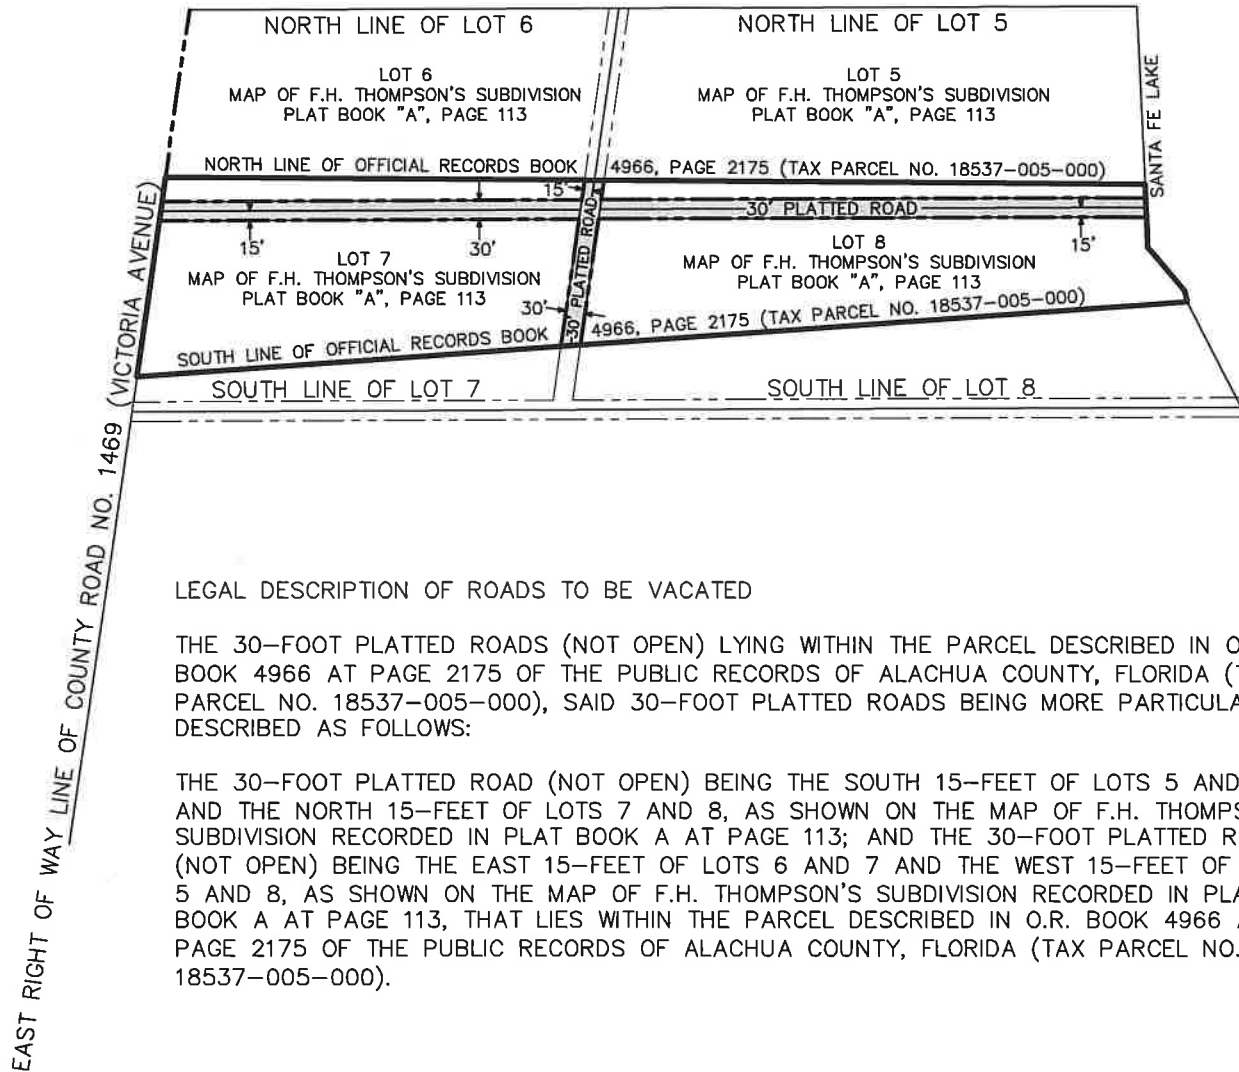 NORTH LINE OF LOT 6
NORTH LINE OF LOT 5
LOT 6
MAP OF F.H. THOMPSON'S SUBDIVISION
PLAT BOOK "A", PAGE 113
LOT 5
MAP OF F.H. THOMPSON'S SUBDIVISION
PLAT BOOK "A", PAGE 113
SANTA FE LAKE
NORTH LINE OF OFFICIAL RECORDS BOOK 4966, PAGE 2175 (TAX PARCEL NO. 18537-005-000)
15'
30' PLATTED ROAD
15'
30'
15'
LOT 7
MAP OF F.H. THOMPSON'S SUBDIVISION
PLAT BOOK "A", PAGE 113
LOT 8
MAP OF F.H. THOMPSON'S SUBDIVISION
PLAT BOOK "A", PAGE 113
30'
30' PLATTED ROAD
SOUTH LINE OF OFFICIAL RECORDS BOOK 4966, PAGE 2175 (TAX PARCEL NO. 18537-005-000)
SOUTH LINE OF LOT 7
SOUTH LINE OF LOT 8
EAST RIGHT OF WAY LINE OF COUNTY ROAD NO. 1469 (VICTORIA AVENUE)
LEGAL DESCRIPTION OF ROADS TO BE VACATED
THE 30-FOOT PLATTED ROADS (NOT OPEN) LYING WITHIN THE PARCEL DESCRIBED IN
BOOK 4966 AT PAGE 2175 OF THE PUBLIC RECORDS OF ALACHUA COUNTY, FLORIDA
PARCEL NO. 18537-005-000), SAID 30-FOOT PLATTED ROADS BEING MORE
DESCRIBED AS FOLLOWS:
THE 30-FOOT PLATTED ROAD (NOT OPEN) BEING THE SOUTH 15-FEET OF LOTS 5 AND
AND THE NORTH 15-FEET OF LOTS 7 AND 8, AS SHOWN ON THE MAP OF F.H.
SUBDIVISION RECORDED IN PLAT BOOK A AT PAGE 113; AND THE 30-FOOT PLATTED
(NOT OPEN) BEING THE EAST 15-FEET OF LOTS 6 AND 7 AND THE WEST 15-FEET OF
5 AND 8, AS SHOWN ON THE MAP OF F.H. THOMPSON'S SUBDIVISION RECORDED IN
BOOK A AT PAGE 113, THAT LIES WITHIN THE PARCEL DESCRIBED IN O.R. BOOK 4966
PAGE 2175 OF THE PUBLIC RECORDS OF ALACHUA COUNTY, FLORIDA (TAX PARCEL NO.
18537-005-000).